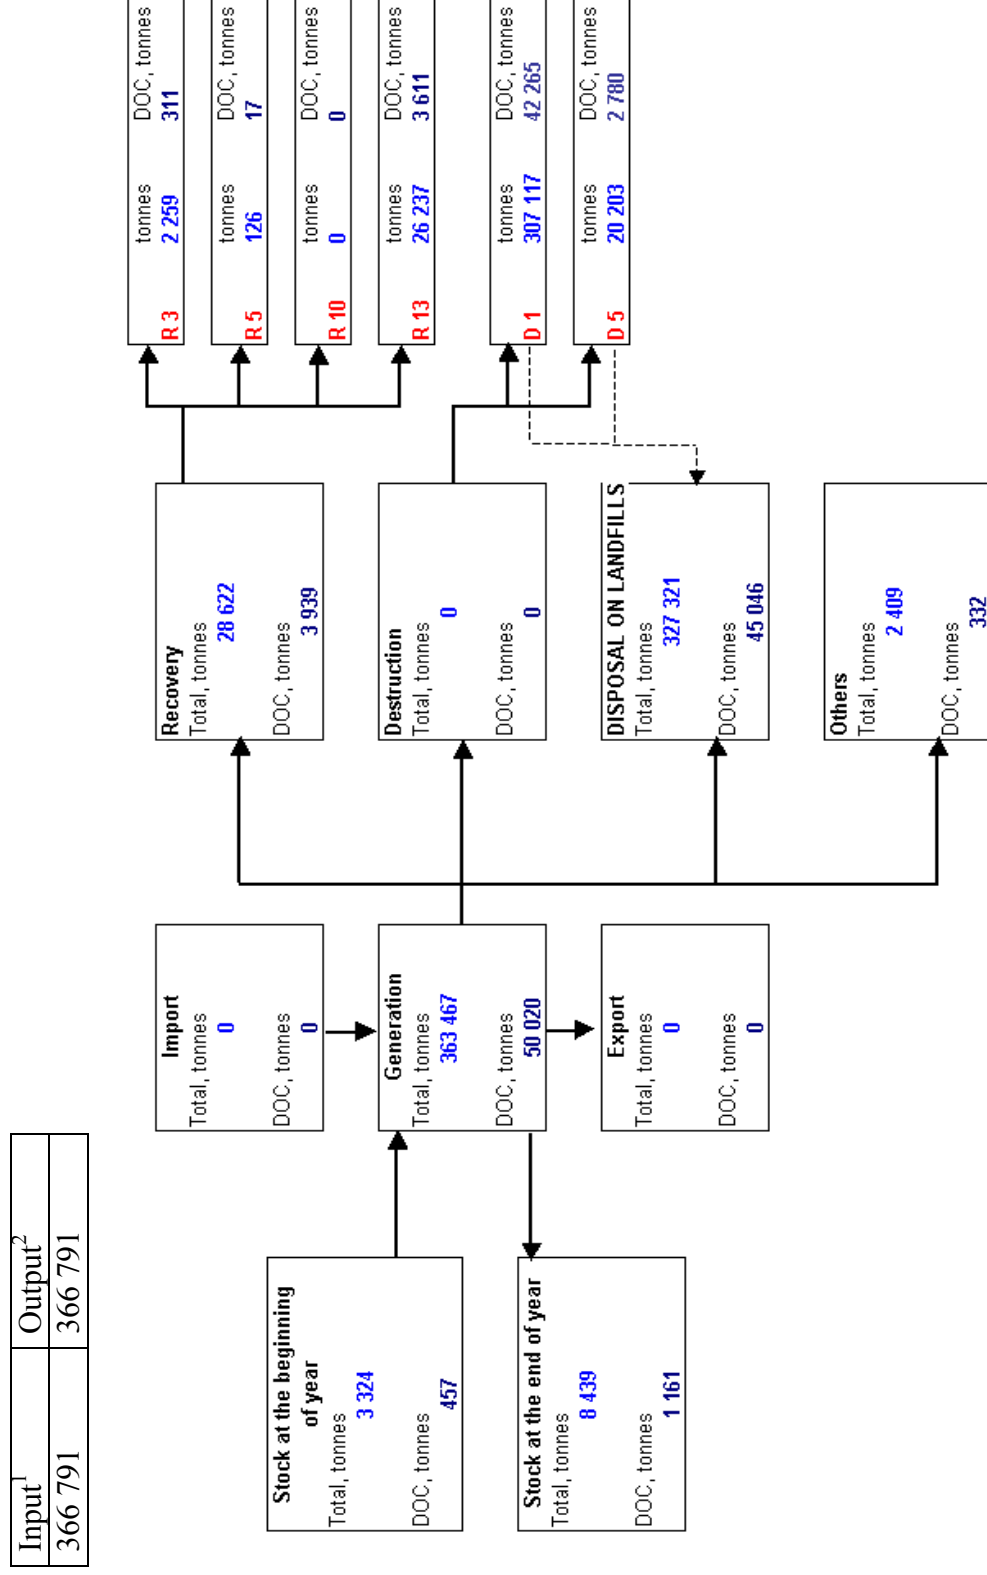 Input¹ Output²
366 791 366 791
Stock at the beginning
of year
Total, tonnes
3 324
DOC, tonnes
457
Stock at the end of year
Total, tonnes
8 439
DOC, tonnes
1 161
Import
Total, tonnes
0
DOC, tonnes
0
Generation
Total, tonnes
363 467
DOC, tonnes
50 020
Export
Total, tonnes
0
DOC, tonnes
0
Recovery
Total, tonnes
28 622
DOC, tonnes
3 939
Destruction
Total, tonnes
0
DOC, tonnes
0
DISPOSAL ON LANDFILLS
Total, tonnes
327 321
DOC, tonnes
45 046
Others
Total, tonnes
2 409
DOC, tonnes
332
tonnes DOC, tonnes
R 3 2 259 311
tonnes DOC, tonnes
R 5 126 17
tonnes DOC, tonnes
R 10 0 0
tonnes DOC, tonnes
R 13 26 237 3 611
tonnes DOC, tonnes
D 1 307 117 42 265
tonnes DOC, tonnes
D 5 20 203 2 780